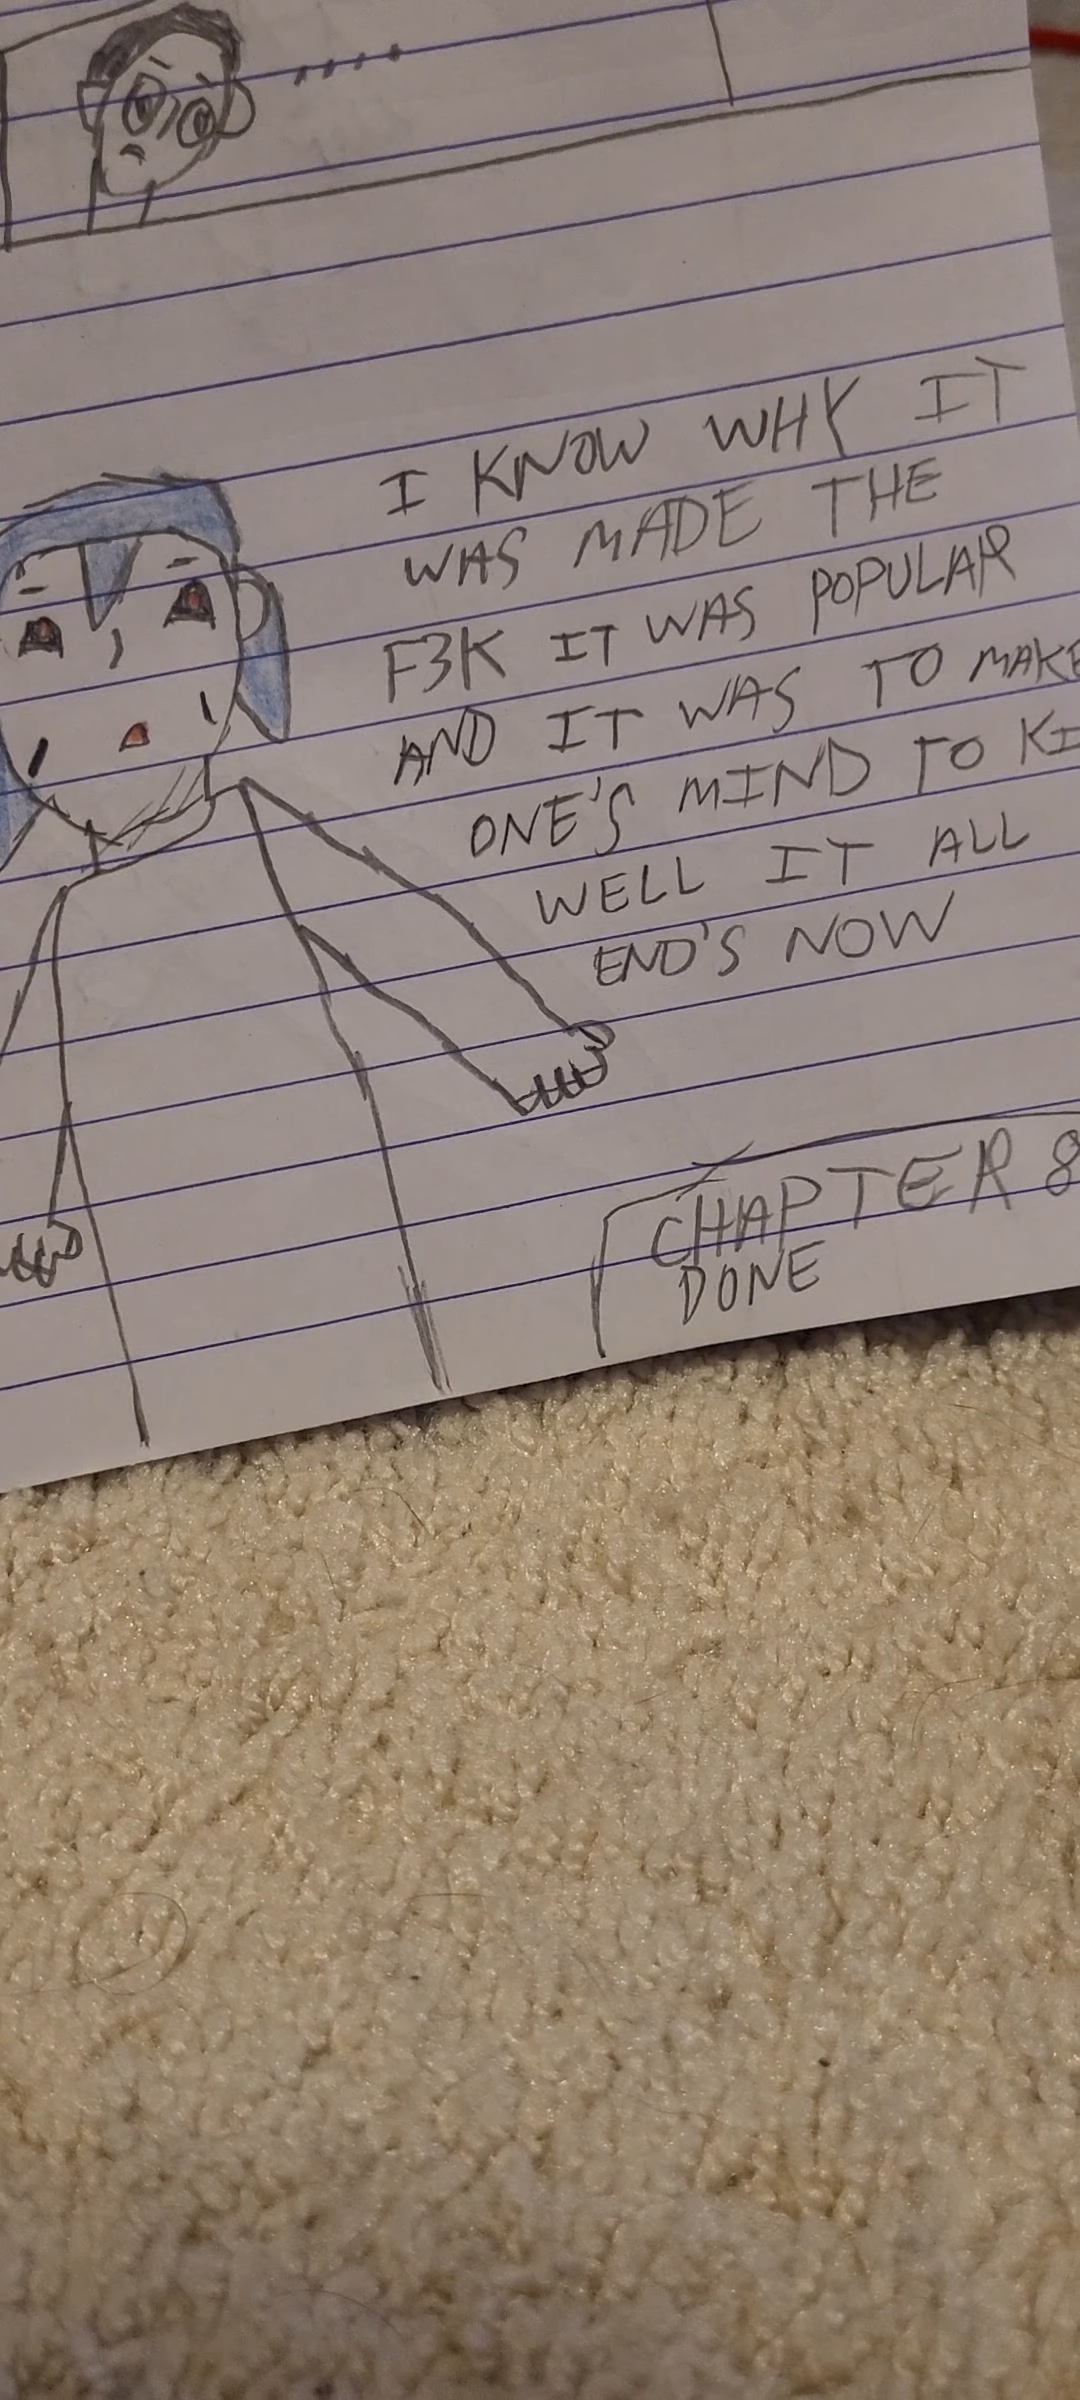 ....
I KNOW WHY IT
WAS MADE THE
F3K IT WAS POPULAR
AND IT WAS TO MAKE
ONE'S MIND TO
WELL IT ALL
END'S NOW
CHAPTER 8
DONE